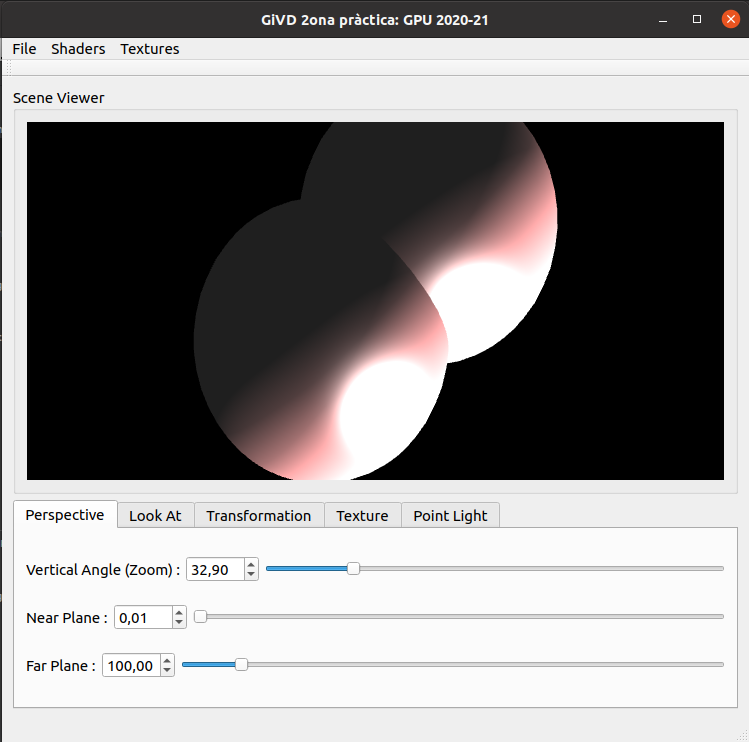 GiVD 2ona pràctica: GPU 2020-21
File Shaders Textures
Scene Viewer
Perspective Look At Transformation Texture Point Light
Vertical Angle (Zoom) : 32,90
Near Plane : 0,01
Far Plane : 100,00